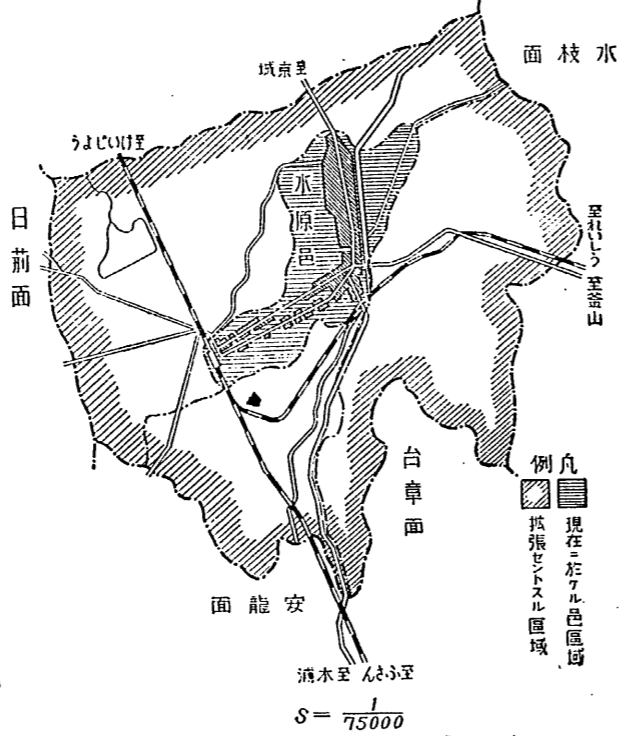 水枝面
至京城
至けいじよう
日荊面
水原邑
至れいしう
至釜山
台章面
凡例
現在ニ於ケル邑區域
拡張セントスル區域
安龍面
至ふさん 至木浦
S = 1/75000